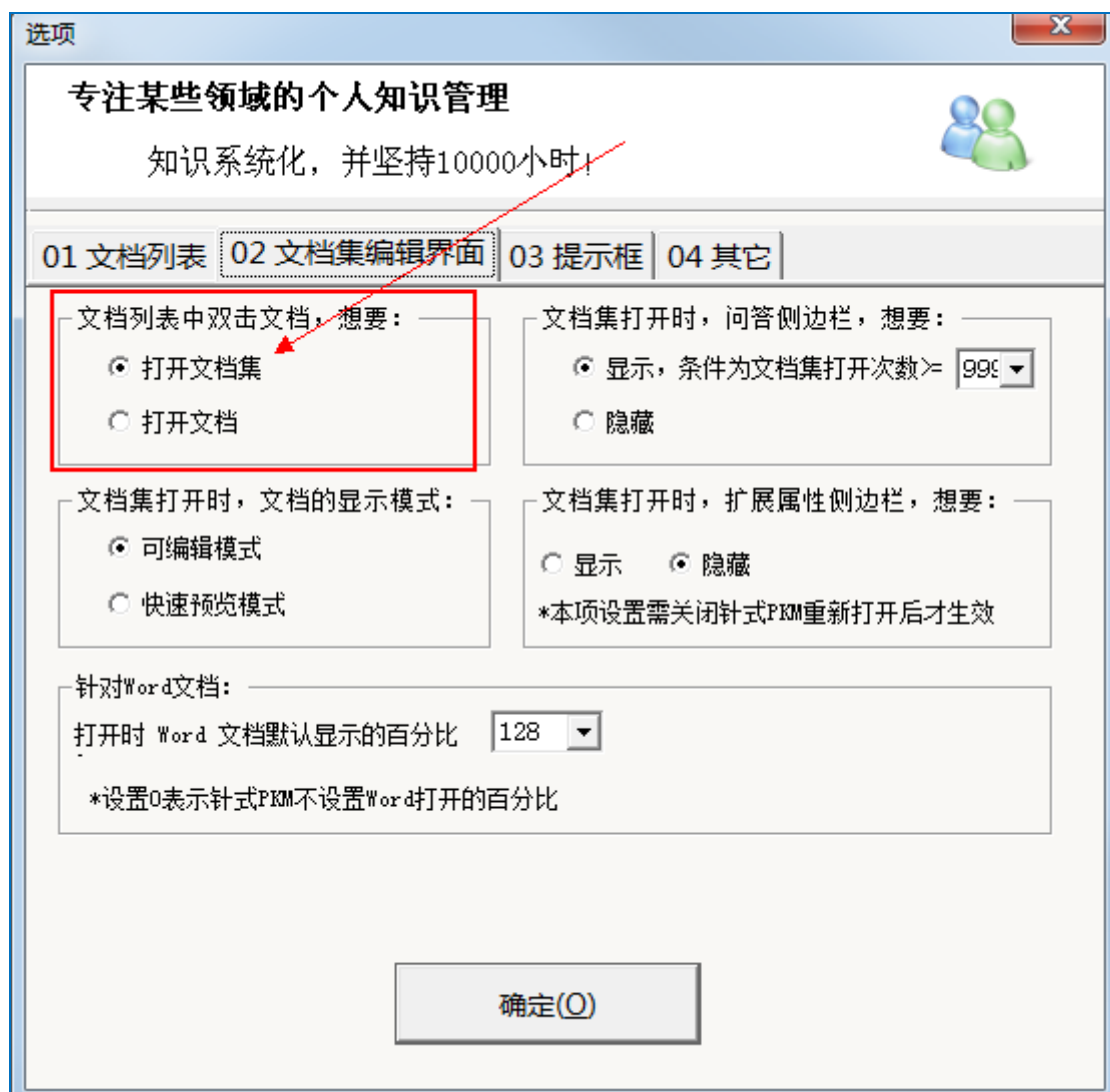 选项
专注某些领域的个人知识管理
知识系统化，并坚持10000小时!
01 文档列表 02 文档集编辑界面 03 提示框 04 其它
文档列表中双击文档，想要：
打开文档集
打开文档
文档集打开时，问答侧边栏，想要：
显示，条件为文档集打开次数>= 999
隐藏
文档集打开时，文档的显示模式：
可编辑模式
快速预览模式
文档集打开时，扩展属性侧边栏，想要：
显示 隐藏
*本项设置需关闭针式PKM重新打开后才生效
针对Word文档：
打开时 Word 文档默认显示的百分比 128
*设置0表示针式PKM不设置Word打开的百分比
确定(O)